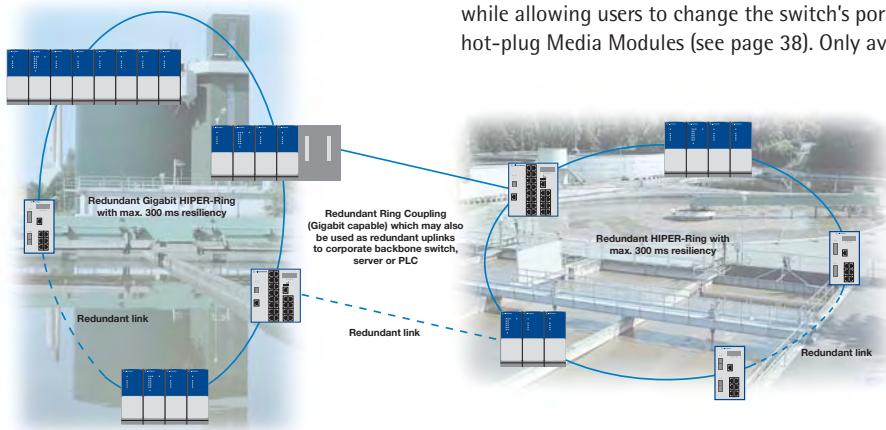 while allowing users to change the switch's por
hot-plug Media Modules (see page 38). Only av
Redundant Gigabit HIPER-Ring
with max. 300 ms resiliency
Redundant Ring Coupling
(Gigabit capable) which may also
be used as redundant uplinks
to corporate backbone switch,
server or PLC
Redundant HIPER-Ring with
max. 300 ms resiliency
Redundant link
Redundant link
Redundant link